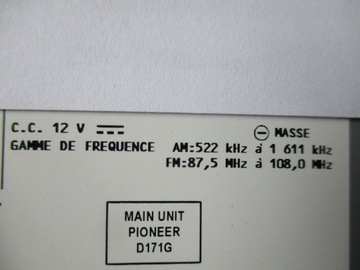 C.C. 12 V ⎓ ⊖ MASSE
GAMME DE FREQUENCE AM:522 kHz à 1 611 kHz
FM:87,5 MHz à 108,0 MHz
MAIN UNIT
PIONEER
D171G